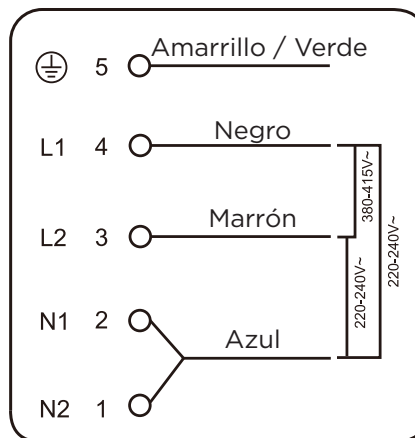 5 Amarrillo / Verde
L1 4 Negro
L2 3 Marrón
N1 2
Azul
N2 1
380-415V~
220-240V~
220-240V~